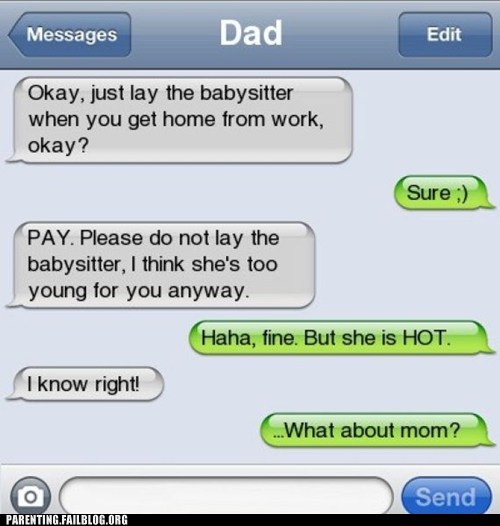 Messages
Dad
Edit
Okay, just lay the babysitter
when you get home from work,
okay?
Sure ;)
PAY. Please do not lay the
babysitter, I think she's too
young for you anyway.
Haha, fine. But she is HOT.
I know right!
...What about mom?
Send
PARENTING.FAILBLOG.ORG